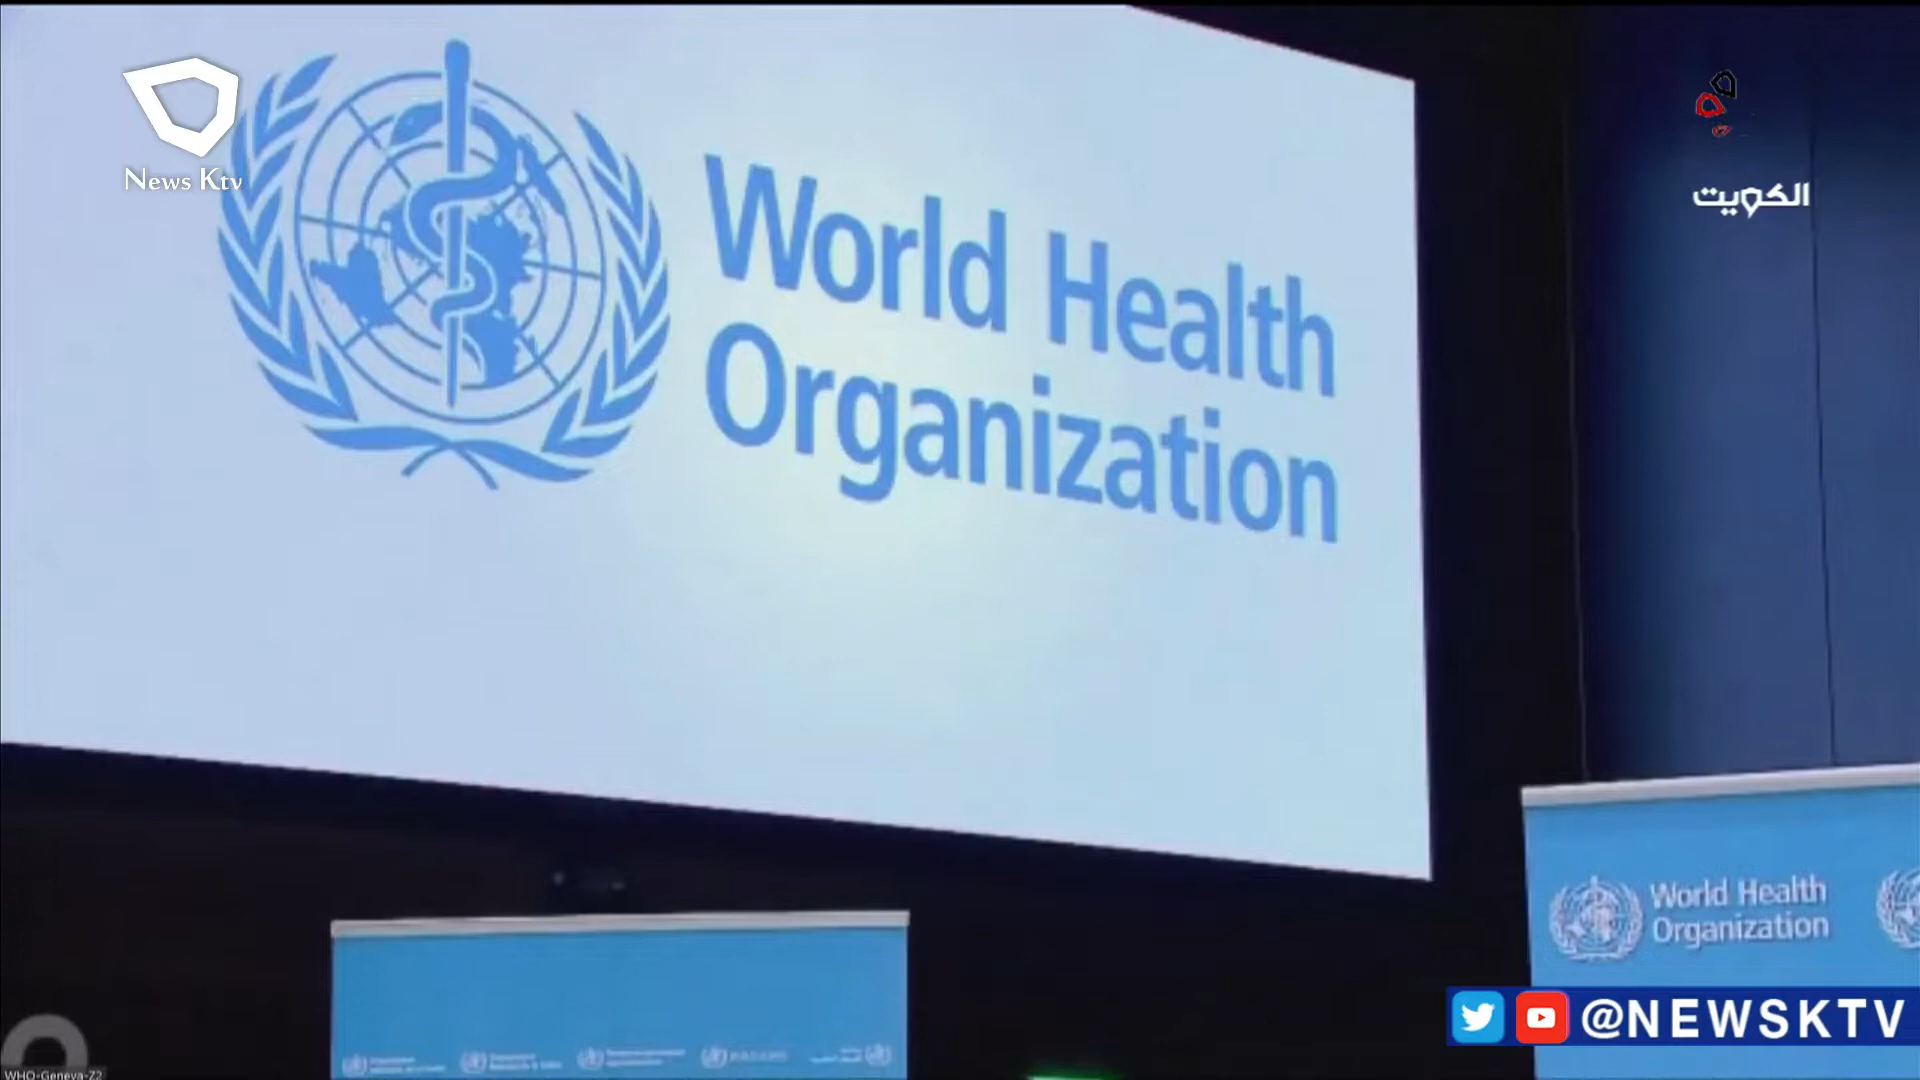 News Ktv
الكويت
World Health
Organization
World Health
Organization
@NEWSKTV
WHO-Geneva-Z2